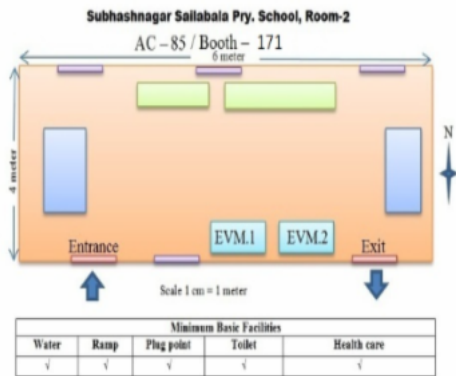 Subhashnagar Sailabala Pry. School, Room-2
AC – 85 / Booth – 171
6 meter
4 meter
N
EVM.1 EVM.2
Entrance Exit
Scale 1 cm = 1 meter
Minimum Basic Facilities
Water Ramp Plug point Toilet Health care
√ √ √ √ √